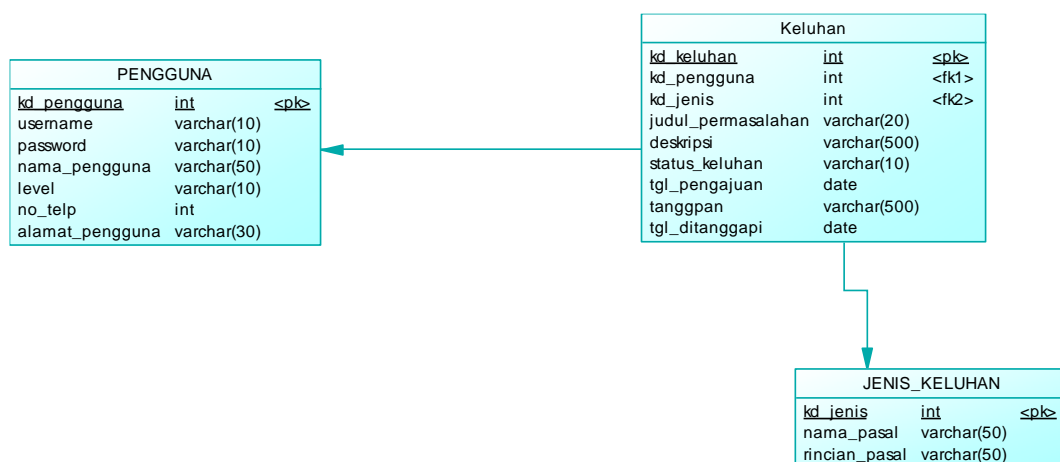 PENGGUNA
kd_pengguna int <pk>
username varchar(10)
password varchar(10)
nama_pengguna varchar(50)
level varchar(10)
no_telp int
alamat_pengguna varchar(30)
Keluhan
kd_keluhan int <pk>
kd_pengguna int <fk1>
kd_jenis int <fk2>
judul_permasalahan varchar(20)
deskripsi varchar(500)
status_keluhan varchar(10)
tgl_pengajuan date
tanggpan varchar(500)
tgl_ditanggapi date
JENIS_KELUHAN
kd_jenis int <pk>
nama_pasal varchar(50)
rincian_pasal varchar(50)